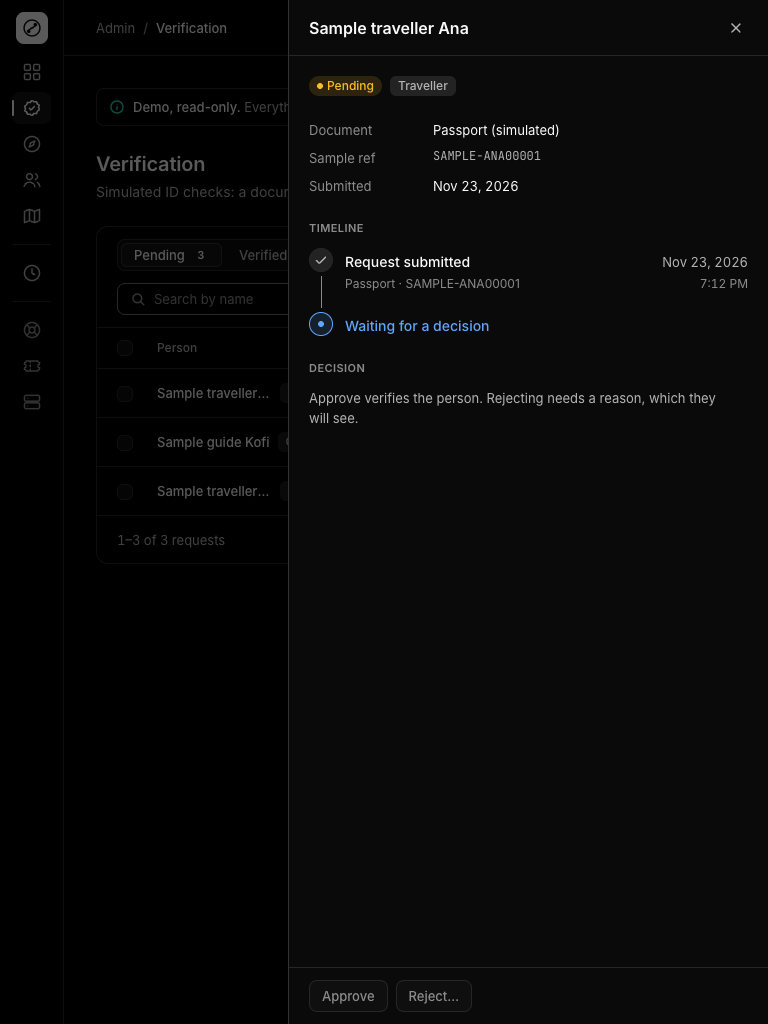 Admin / Verification
Sample traveller Ana
Demo, read-only. Everyth
Pending Traveller
Verification
Simulated ID checks: a docu
Document Passport (simulated)
Sample ref SAMPLE-ANA00001
Submitted Nov 23, 2026
TIMELINE
Request submitted Nov 23, 2026
Passport · SAMPLE-ANA00001 7:12 PM
Waiting for a decision
DECISION
Approve verifies the person. Rejecting needs a reason, which they
will see.
Pending 3 Verified
Search by name
Person
Sample traveller...
Sample guide Kofi
Sample traveller...
1–3 of 3 requests
Approve Reject...